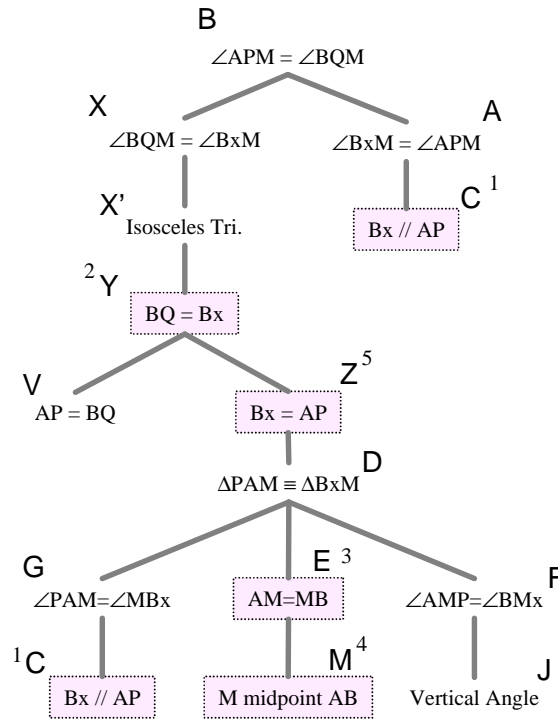 B
∠APM = ∠BQM
X
A
∠BQM = ∠BxM
∠BxM = ∠APM
X'
C 1
Isosceles Tri.
Bx // AP
2 Y
BQ = Bx
V
Z 5
AP = BQ
Bx = AP
D
ΔPAM ≡ ΔBxM
G
E 3
F
∠PAM=∠MBx
AM=MB
∠AMP=∠BMx
1 C
M 4
J
Bx // AP
M midpoint AB
Vertical Angle